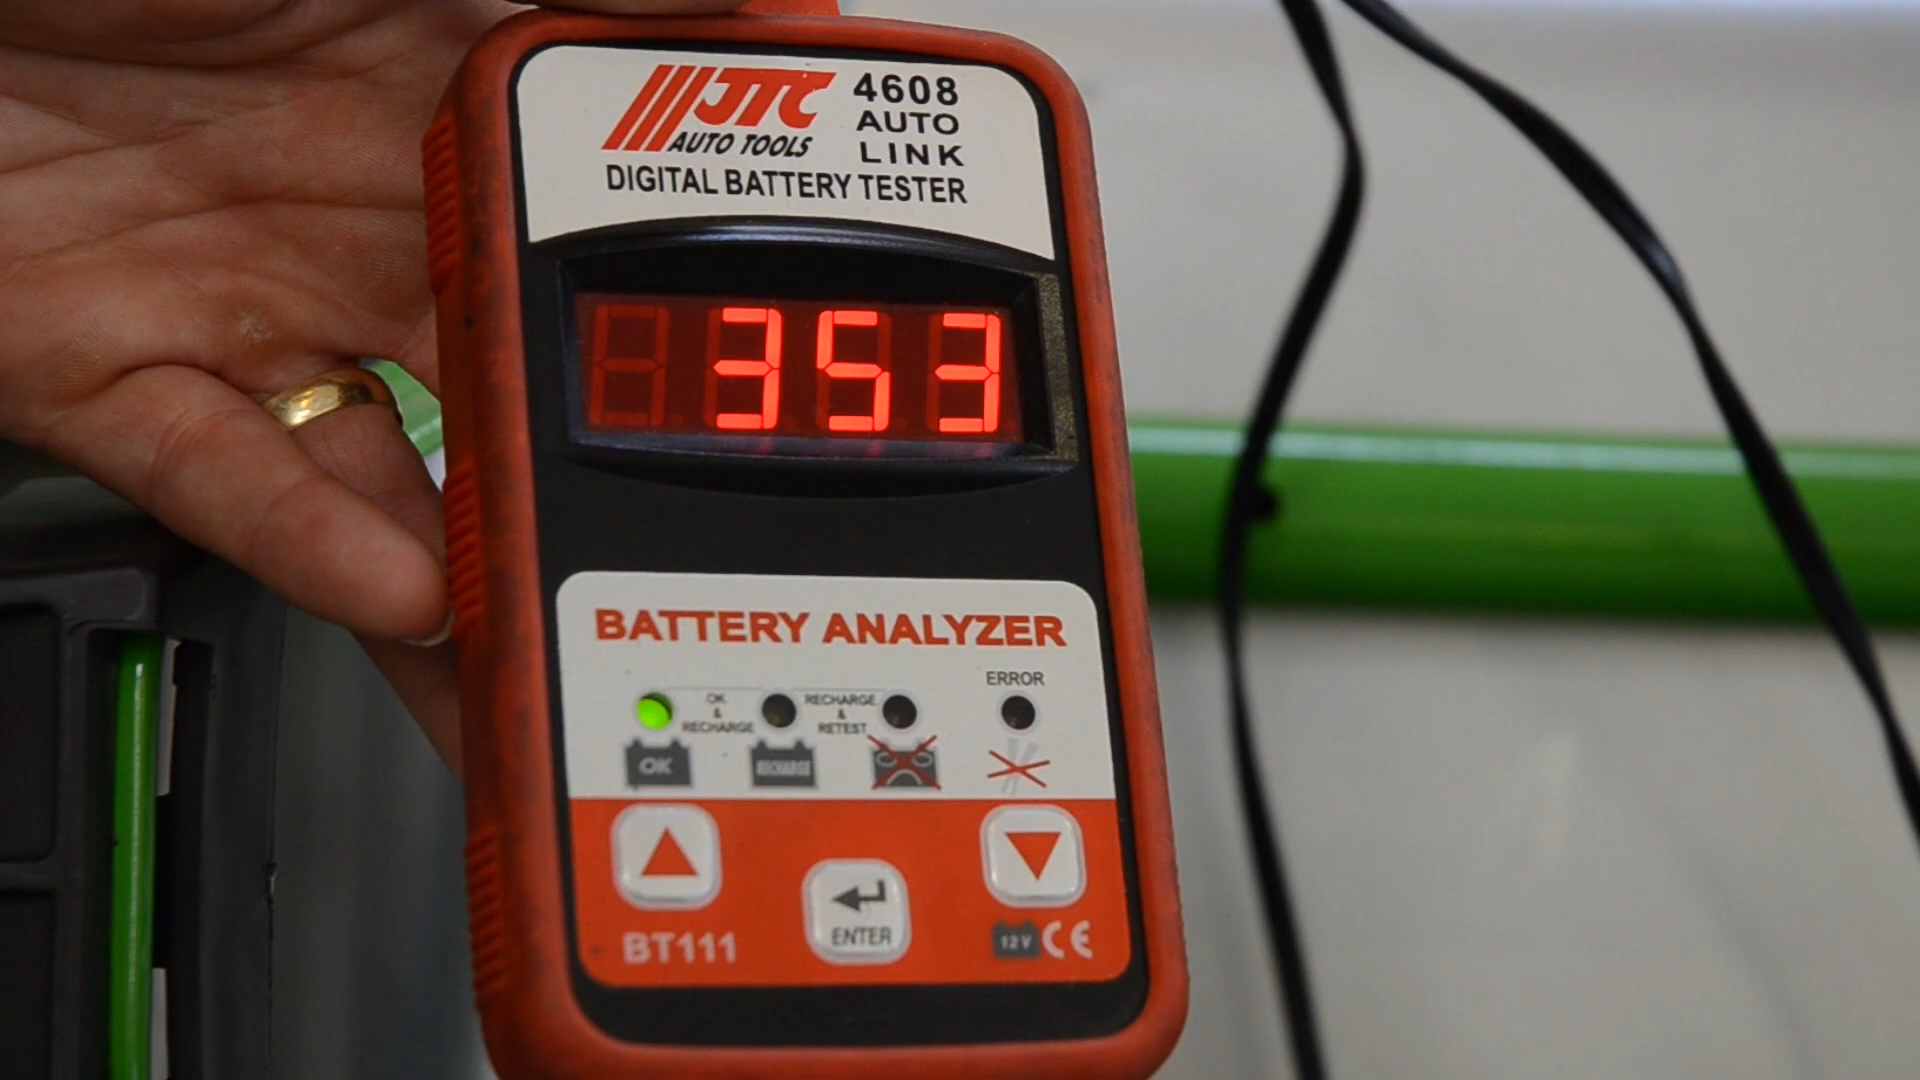 JTC
AUTO TOOLS
4608
AUTO
LINK
DIGITAL BATTERY TESTER
353
BATTERY ANALYZER
ERROR
OK
&
RECHARGE
RECHARGE
&
RETEST
OK
RECHARGE
ENTER
BT111
12V CE